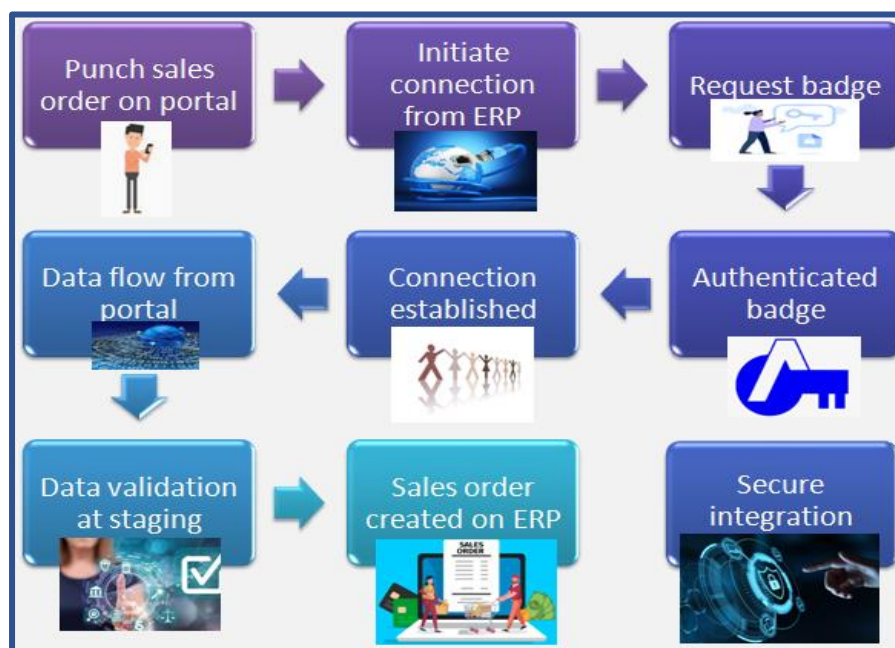 Punch sales
order on portal
Initiate
connection
from ERP
Request badge
Authenticated
badge
Connection
established
Data flow from
portal
Data validation
at staging
Sales order
created on ERP
SALES
ORDER
Secure
integration